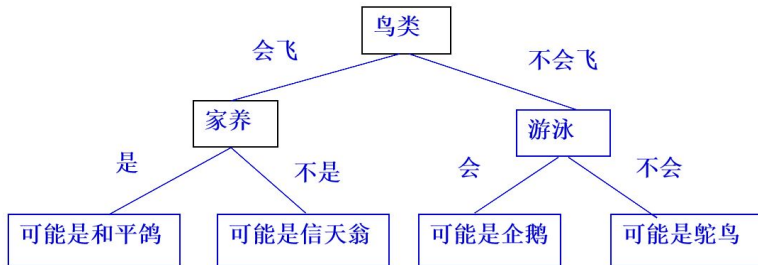 鸟类
会飞
不会飞
家养
游泳
是
不是
会
不会
可能是和平鸽
可能是信天翁
可能是企鹅
可能是鸵鸟